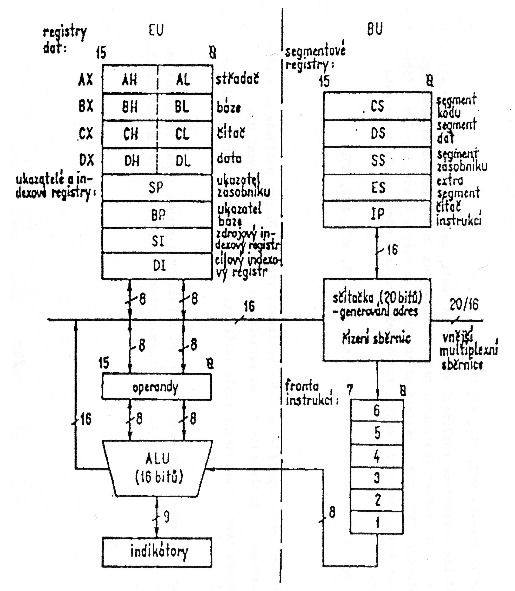 EU
BU
registry dat:
15 0
AX AH AL střadač
BX BH BL báze
CX CH CL čítač
DX DH DL data
ukazatelé a in-
dexové registry:
SP ukazatel
zásobníku
BP ukazatel
báze
SI zdrojový in-
dexový registr
DI cílový indexo-
vý registr
8 8
16
8 8
15 0
operandy
8 8
16
ALU
(16 bitů)
9
indikátory
segmentové
registry:
15 0
CS segment
kódu
DS segment
dat
SS segment
zásobníku
ES extra
segment
IP čítač
instrukcí
16
sčítačka (20 bitů)
-generování adres
řízení sběrnic
20/16
vnější
multiplexní
sběrnice
fronta
instrukcí:
7 0
6
5
4
3
2
1
8